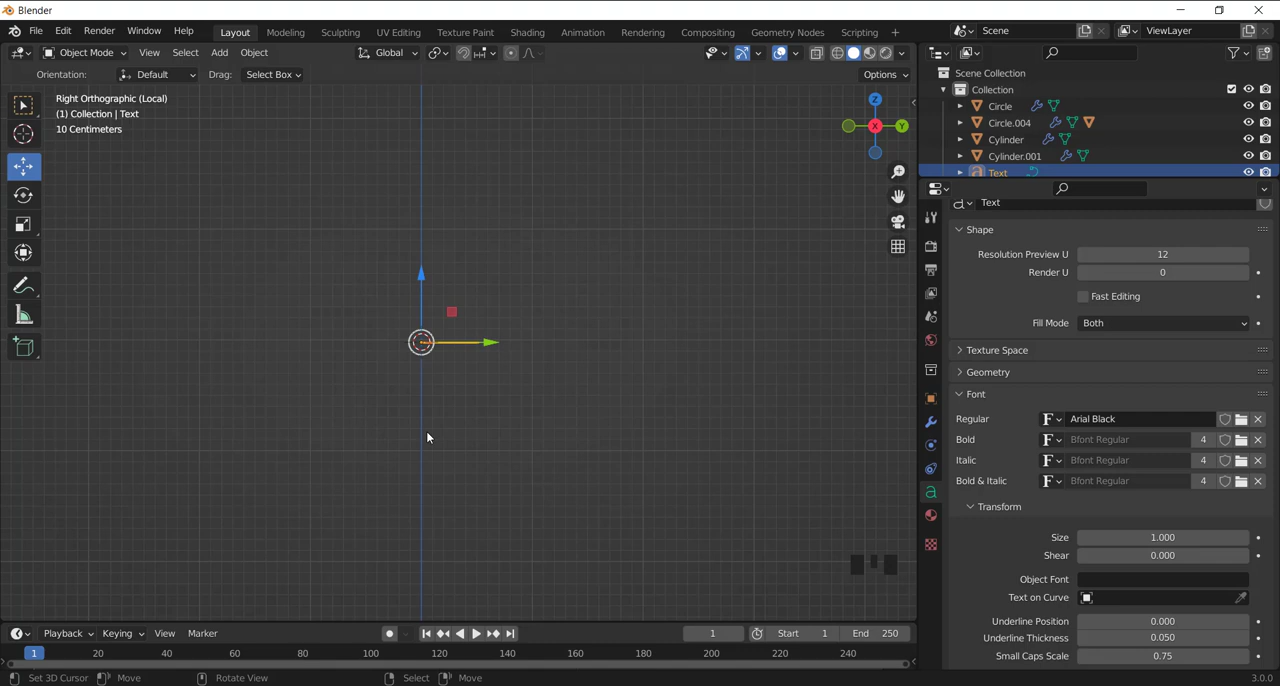 Blender
File Edit Render Window Help Layout Modeling Sculpting UV Editing Texture Paint Shading Animation Rendering Compositing Geometry Nodes Scripting + Scene ViewLayer
Object Mode View Select Add Object Global
Orientation: Default Drag: Select Box Options
Right Orthographic (Local)
(1) Collection | Text
10 Centimeters
Z
X
Y
Scene Collection
Collection
Circle
Circle.004
Cylinder
Cylinder.001
Text
Text
Shape
Resolution Preview U 12
Render U 0
Fast Editing
Fill Mode Both
Texture Space
Geometry
Font
Regular F Arial Black
Bold F Bfont Regular 4
Italic F Bfont Regular 4
Bold & Italic F Bfont Regular 4
Transform
Size 1.000
Shear 0.000
Object Font
Text on Curve
Underline Position 0.000
Underline Thickness 0.050
Small Caps Scale 0.75
Playback Keying View Marker 1 Start 1 End 250
1 20 40 60 80 100 120 140 160 180 200 220 240
Set 3D Cursor Move Rotate View Select Move 3.0.0